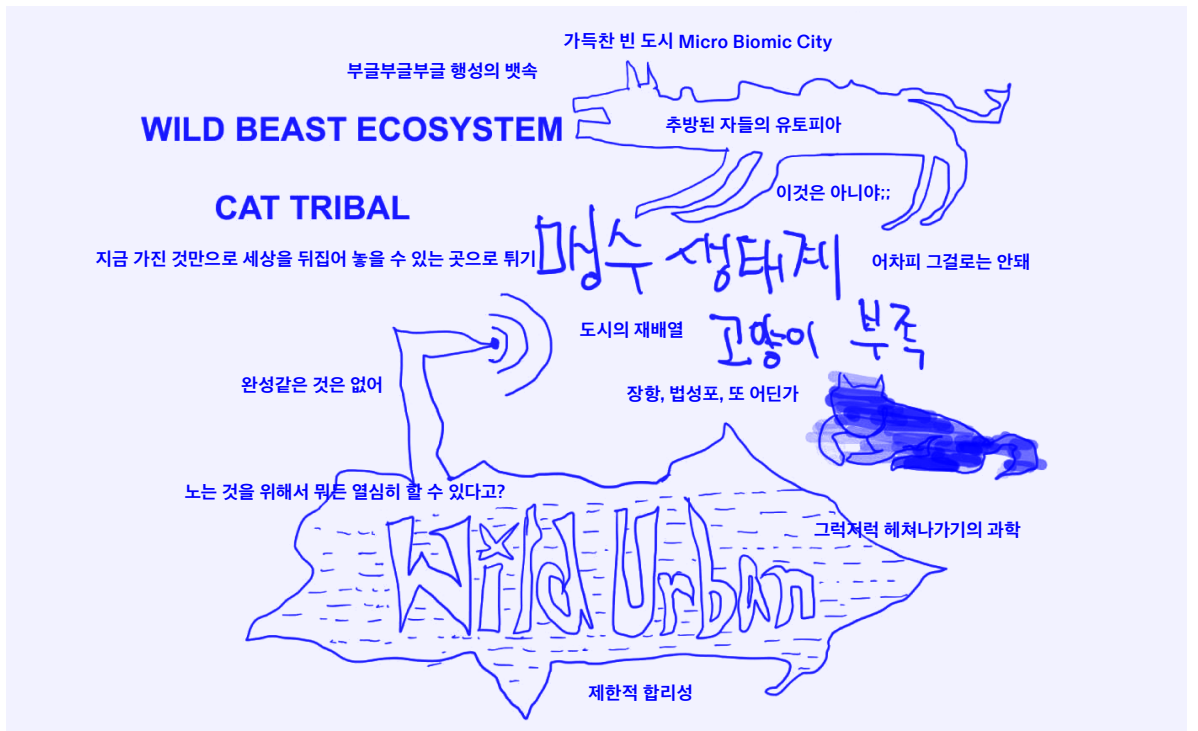 가득찬 빈 도시 Micro Biomic City
부글부글부글 행성의 뱃속
WILD BEAST ECOSYSTEM
추방된 자들의 유토피아
이것은 아니야;;
CAT TRIBAL
지금 가진 것만으로 세상을 뒤집어 놓을 수 있는 곳으로 튀기
맹수 생태계
어차피 그걸로는 안돼
도시의 재배열
고양이 부족
완성같은 것은 없어
장항, 법성포, 또 어딘가
노는 것을 위해서 뭐든 열심히 할 수 있다고?
그럭저럭 헤쳐나가기의 과학
Wild Urban
제한적 합리성